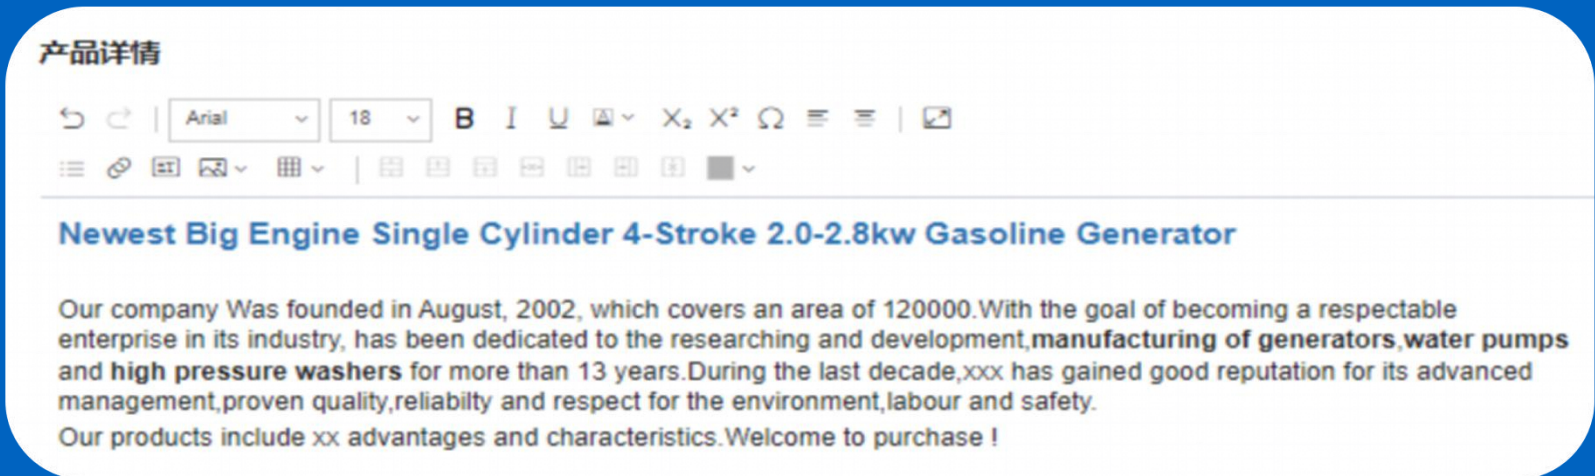 产品详情
Arial 18 B I U A X₂ X² Ω
Newest Big Engine Single Cylinder 4-Stroke 2.0-2.8kw Gasoline Generator
Our company Was founded in August, 2002, which covers an area of 120000.With the goal of becoming a respectable
enterprise in its industry, has been dedicated to the researching and development,manufacturing of generators,water pumps
and high pressure washers for more than 13 years.During the last decade,xxx has gained good reputation for its advanced
management,proven quality,reliabilty and respect for the environment,labour and safety.
Our products include xx advantages and characteristics.Welcome to purchase !